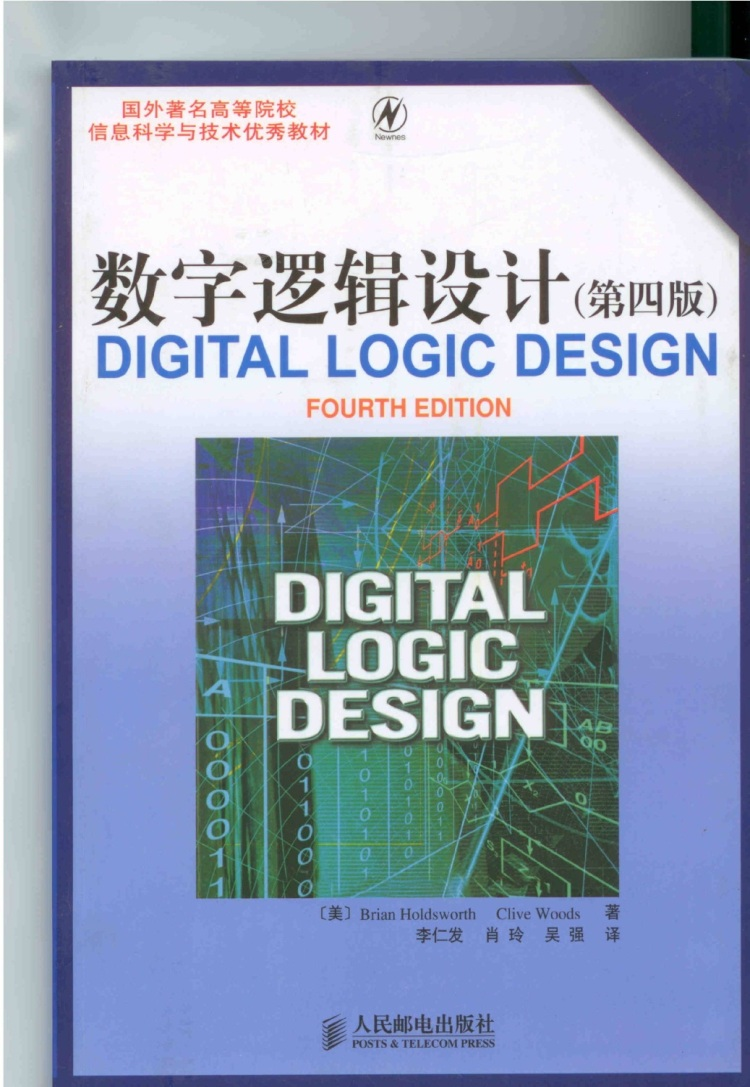 国外著名高等院校
信息科学与技术优秀教材
Newnes
数字逻辑设计(第四版)
DIGITAL LOGIC DESIGN
FOURTH EDITION
DIGITAL
LOGIC
DESIGN
A
AB
00
〔美〕 Brian Holdsworth Clive Woods 著
李仁发 肖玲 吴强 译
人民邮电出版社
POSTS & TELECOM PRESS